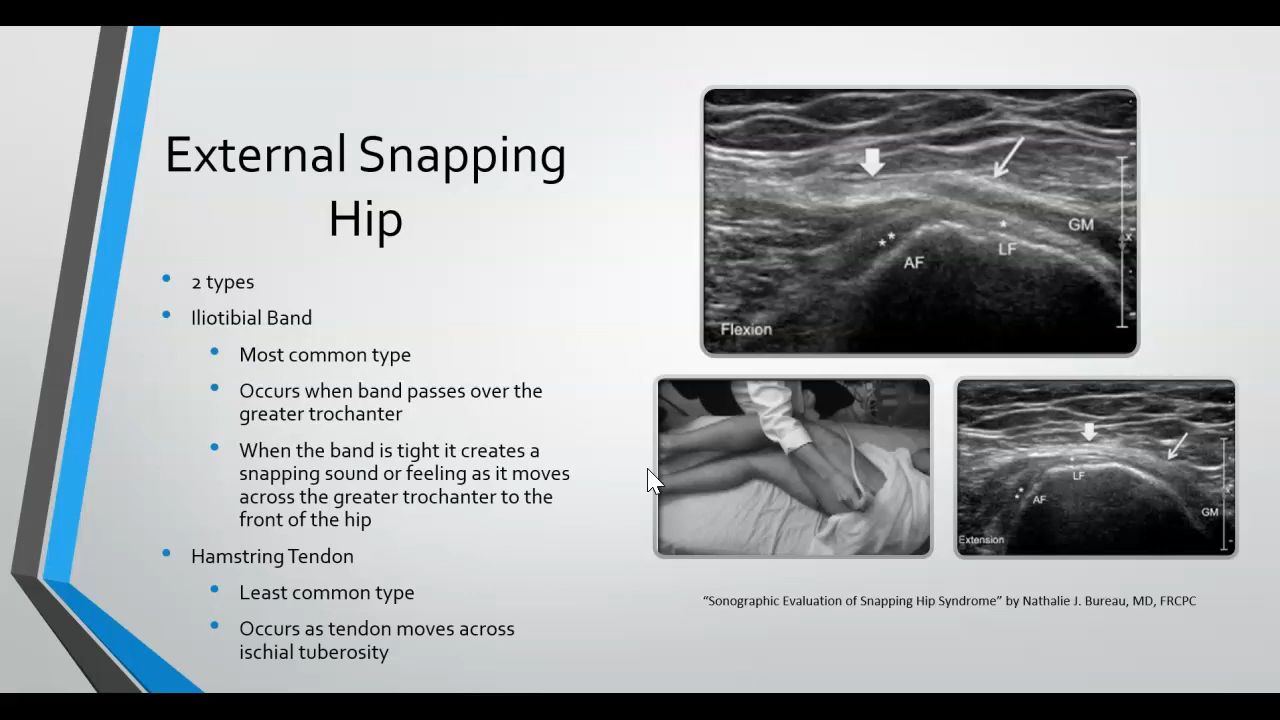 External Snapping
Hip
• 2 types
• Iliotibial Band
• Most common type
• Occurs when band passes over the
greater trochanter
• When the band is tight it creates a
snapping sound or feeling as it moves
across the greater trochanter to the
front of the hip
• Hamstring Tendon
• Least common type
• Occurs as tendon moves across
ischial tuberosity
GM
* *
*
AF
LF
x
Flexion
LF
AF
GM
Extension
“Sonographic Evaluation of Snapping Hip Syndrome” by Nathalie J. Bureau, MD, FRCPC